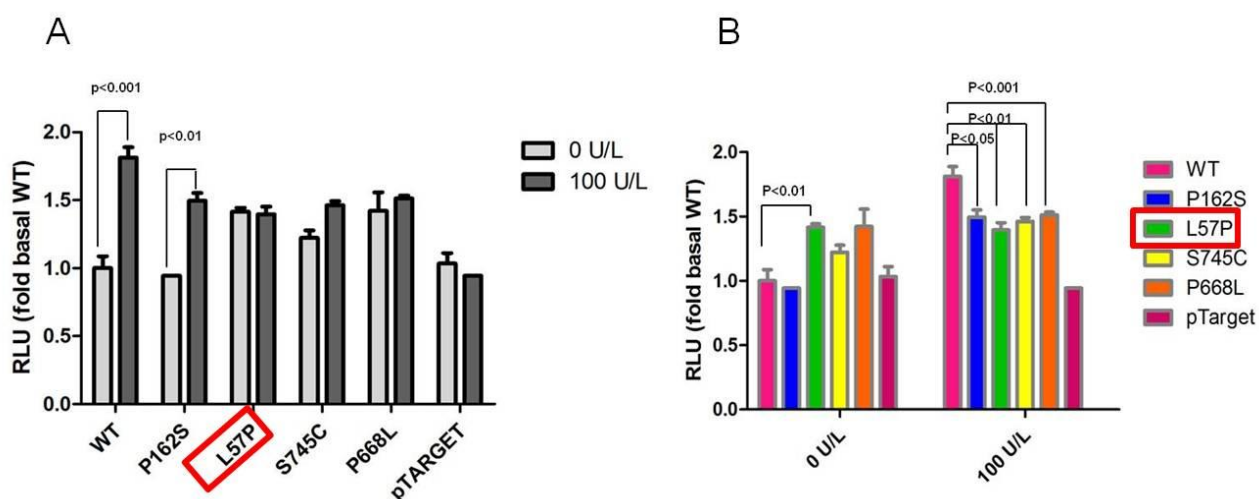 A
p<0.001
p<0.01
2.0
1.5
1.0
0.5
0.0
RLU (fold basal WT)
WT
P162S
L57P
S745C
P668L
pTARGET
0 U/L
100 U/L
B
P<0.001
P<0.01
P<0.05
P<0.01
2.0
1.5
1.0
0.5
0.0
RLU (fold basal WT)
0 U/L
100 U/L
WT
P162S
L57P
S745C
P668L
pTarget